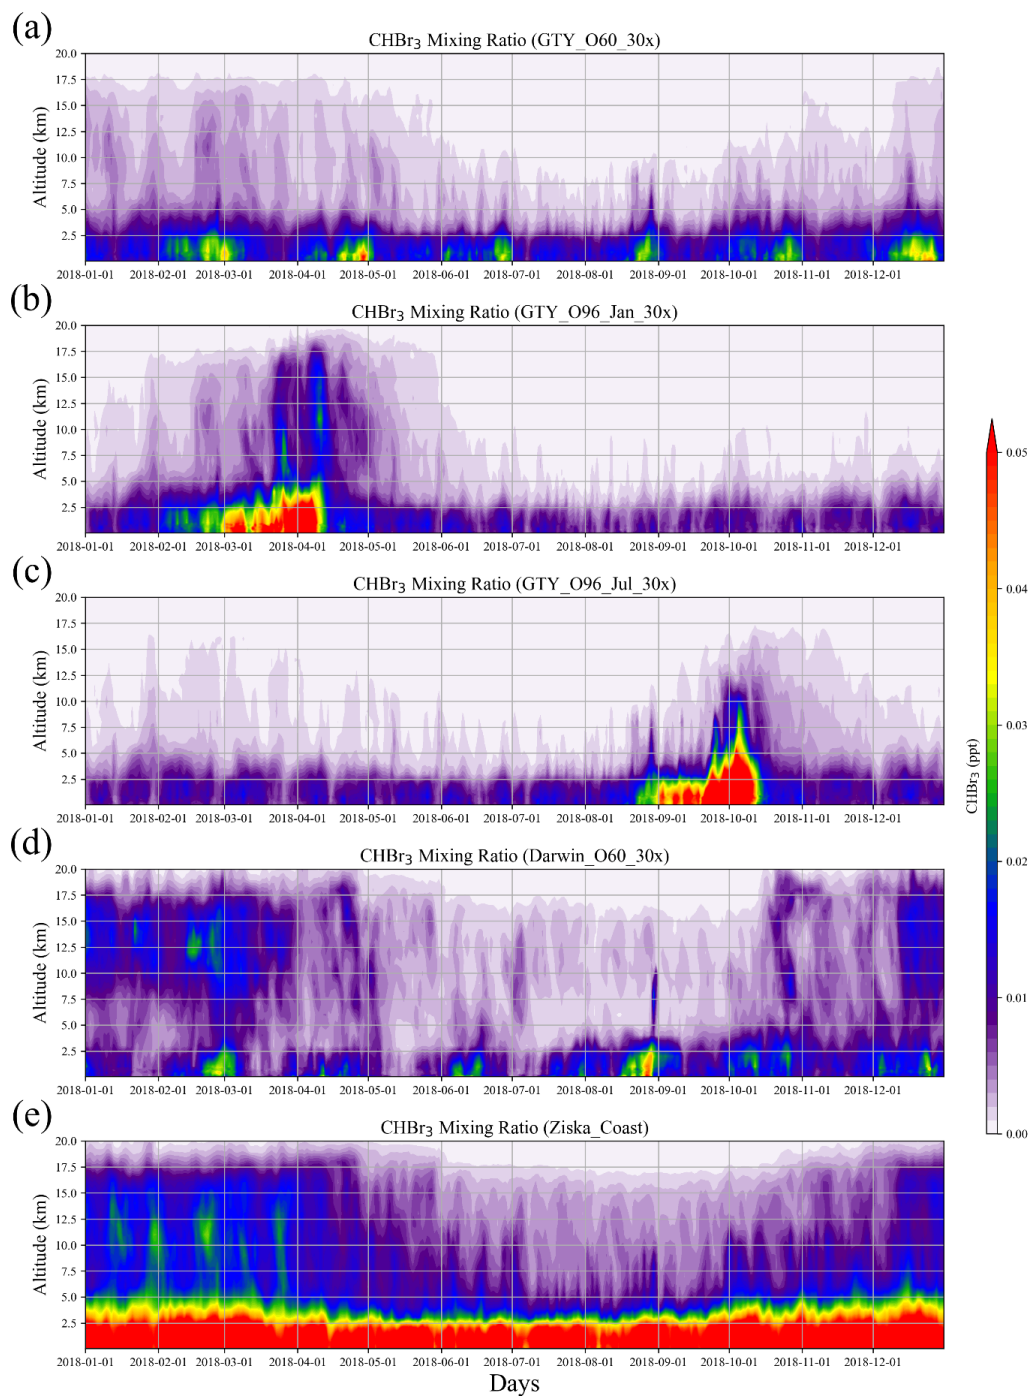 (a)
CHBr₃ Mixing Ratio (GTY_O60_30x)
Altitude (km)
20.0
17.5
15.0
12.5
10.0
7.5
5.0
2.5
2018-01-01 2018-02-01 2018-03-01 2018-04-01 2018-05-01 2018-06-01 2018-07-01 2018-08-01 2018-09-01 2018-10-01 2018-11-01 2018-12-01
(b)
CHBr₃ Mixing Ratio (GTY_O96_Jan_30x)
Altitude (km)
20.0
17.5
15.0
12.5
10.0
7.5
5.0
2.5
2018-01-01 2018-02-01 2018-03-01 2018-04-01 2018-05-01 2018-06-01 2018-07-01 2018-08-01 2018-09-01 2018-10-01 2018-11-01 2018-12-01
(c)
CHBr₃ Mixing Ratio (GTY_O96_Jul_30x)
Altitude (km)
20.0
17.5
15.0
12.5
10.0
7.5
5.0
2.5
2018-01-01 2018-02-01 2018-03-01 2018-04-01 2018-05-01 2018-06-01 2018-07-01 2018-08-01 2018-09-01 2018-10-01 2018-11-01 2018-12-01
(d)
CHBr₃ Mixing Ratio (Darwin_O60_30x)
Altitude (km)
20.0
17.5
15.0
12.5
10.0
7.5
5.0
2.5
2018-01-01 2018-02-01 2018-03-01 2018-04-01 2018-05-01 2018-06-01 2018-07-01 2018-08-01 2018-09-01 2018-10-01 2018-11-01 2018-12-01
(e)
CHBr₃ Mixing Ratio (Ziska_Coast)
Altitude (km)
20.0
17.5
15.0
12.5
10.0
7.5
5.0
2.5
2018-01-01 2018-02-01 2018-03-01 2018-04-01 2018-05-01 2018-06-01 2018-07-01 2018-08-01 2018-09-01 2018-10-01 2018-11-01 2018-12-01
Days
0.05
0.04
0.03
0.02
0.01
0.00
CHBr₃ (ppt)